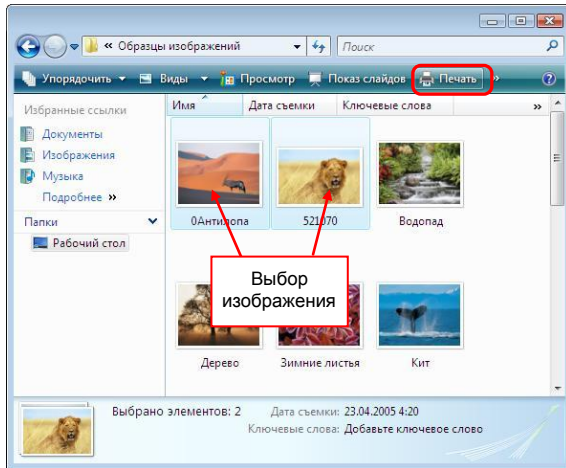 « Образцы изображений
Поиск
Упорядочить
Виды
Просмотр
Показ слайдов
Печать
»
?
Избранные ссылки
Документы
Изображения
Музыка
Подробнее »
Папки
Рабочий стол
Имя
Дата съемки
Ключевые слова
»
0Антилопа
521070
Водопад
Выбор
изображения
Дерево
Зимние листья
Кит
Выбрано элементов: 2
Дата съемки: 23.04.2005 4:20
Ключевые слова: Добавьте ключевое слово